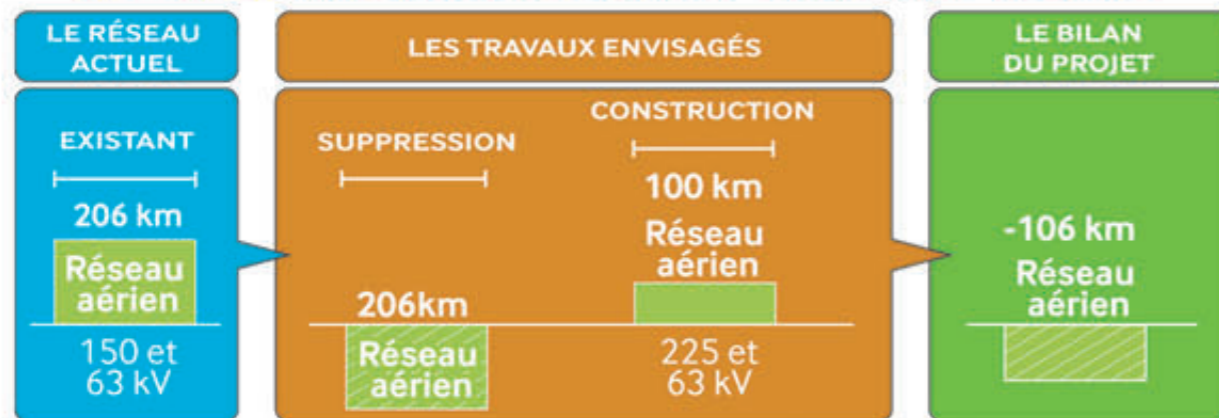 LE RÉSEAU
ACTUEL
EXISTANT
206 km
Réseau
aérien
150 et
63 kV
LES TRAVAUX ENVISAGÉS
SUPPRESSION
206km
Réseau
aérien
CONSTRUCTION
100 km
Réseau
aérien
225 et
63 kV
LE BILAN
DU PROJET
-106 km
Réseau
aérien